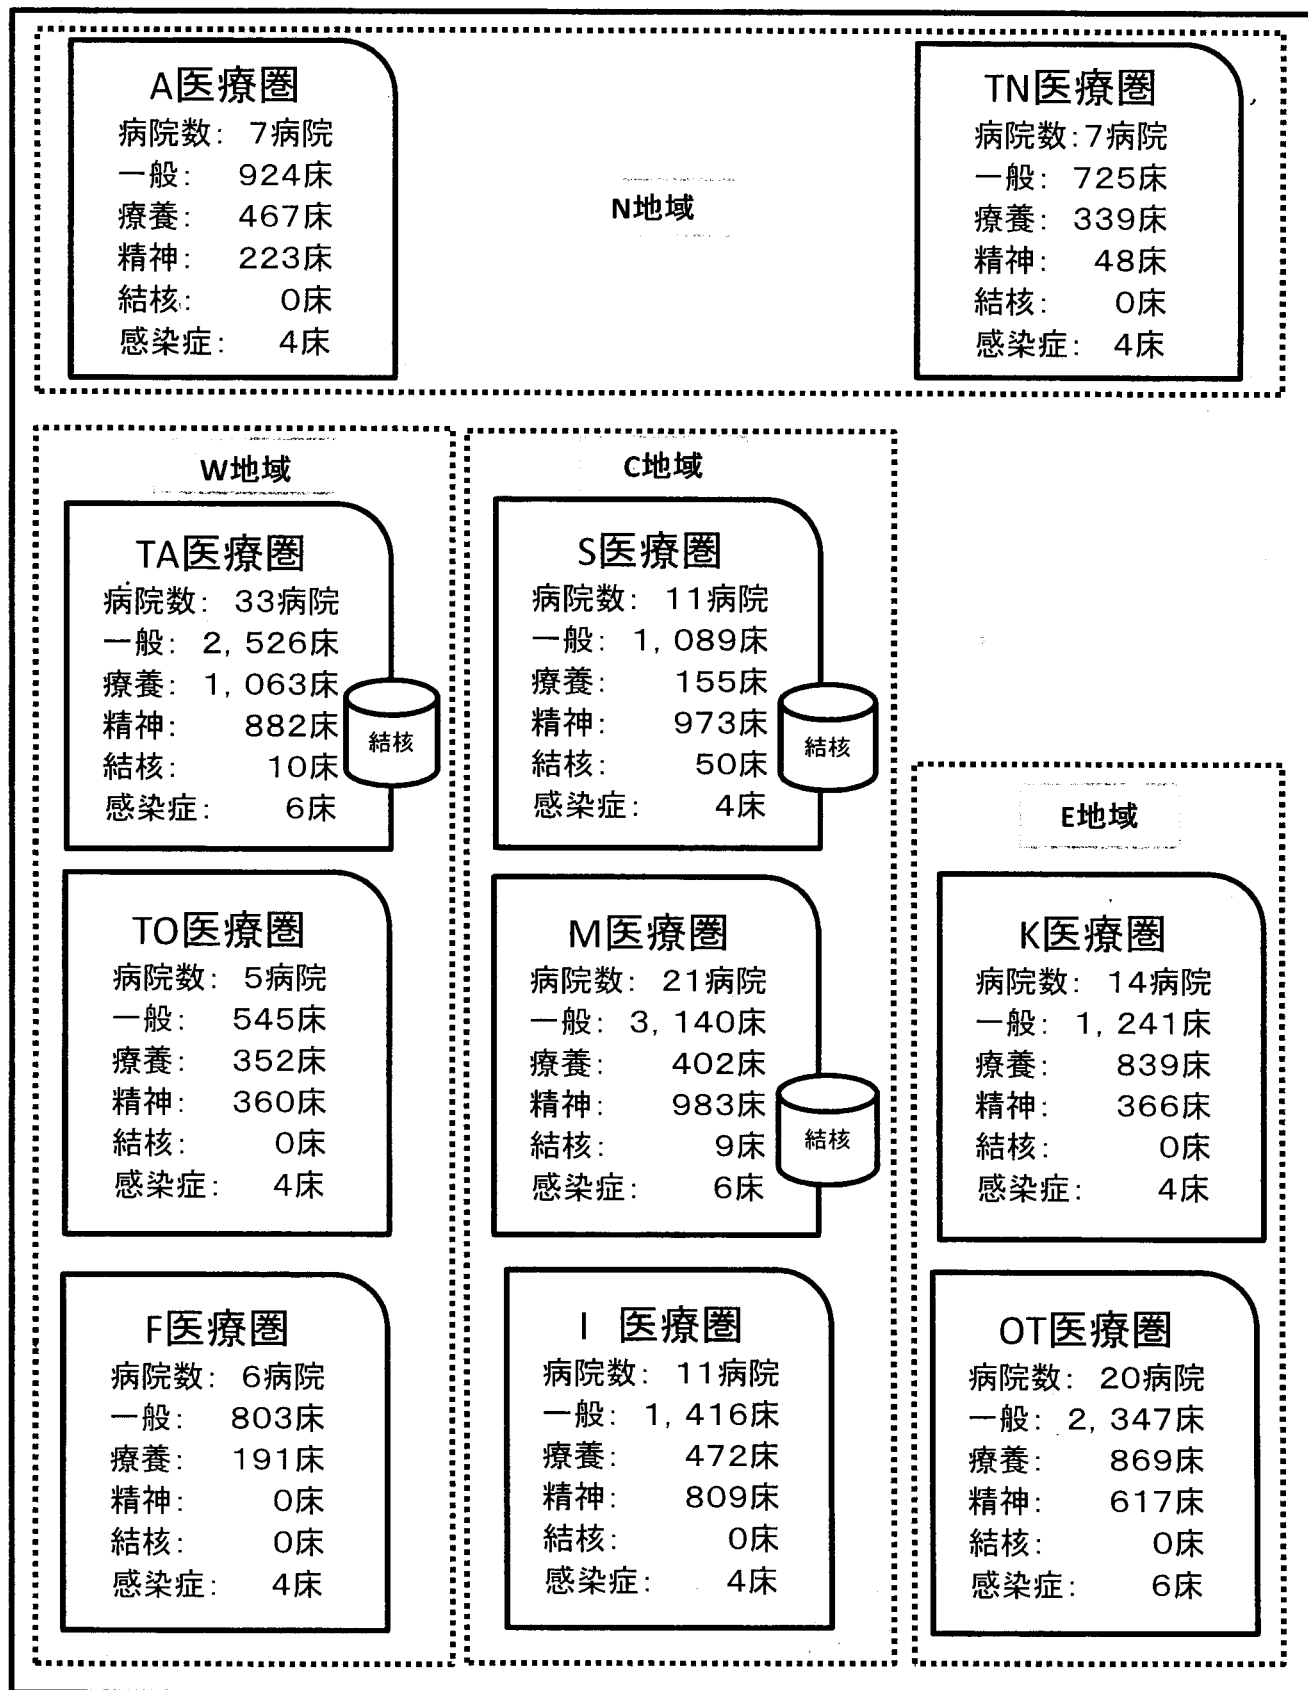 A医療圏
病院数: 7病院
一般: 924床
療養: 467床
精神: 223床
結核: 0床
感染症: 4床
N地域
TN医療圏
病院数:7病院
一般: 725床
療養: 339床
精神: 48床
結核: 0床
感染症: 4床
W地域
TA医療圏
病院数: 33病院
一般: 2, 526床
療養: 1, 063床
精神: 882床
結核: 10床
感染症: 6床
結核
TO医療圏
病院数: 5病院
一般: 545床
療養: 352床
精神: 360床
結核: 0床
感染症: 4床
F医療圏
病院数: 6病院
一般: 803床
療養: 191床
精神: 0床
結核: 0床
感染症: 4床
C地域
S医療圏
病院数: 11病院
一般: 1, 089床
療養: 155床
精神: 973床
結核: 50床
感染症: 4床
結核
M医療圏
病院数: 21病院
一般: 3, 140床
療養: 402床
精神: 983床
結核: 9床
感染症: 6床
結核
I 医療圏
病院数: 11病院
一般: 1, 416床
療養: 472床
精神: 809床
結核: 0床
感染症: 4床
E地域
K医療圏
病院数: 14病院
一般: 1, 241床
療養: 839床
精神: 366床
結核: 0床
感染症: 4床
OT医療圏
病院数: 20病院
一般: 2, 347床
療養: 869床
精神: 617床
結核: 0床
感染症: 6床